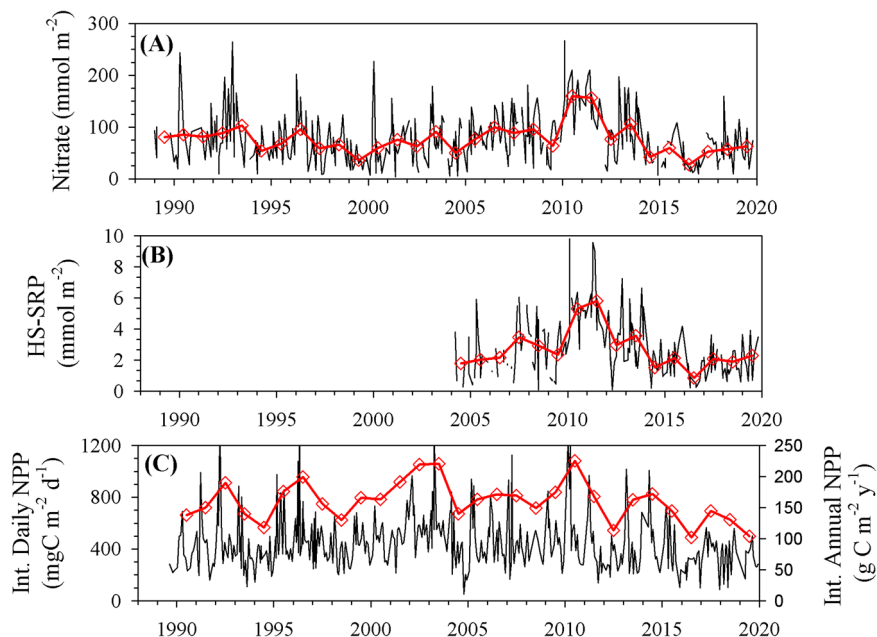 (A)
Nitrate (mmol m-2)
300
200
100
0
1990 1995 2000 2005 2010 2015 2020
(B)
HS-SRP
(mmol m-2)
10
8
6
4
2
0
1990 1995 2000 2005 2010 2015 2020
(C)
Int. Daily NPP
(mgC m-2 d-1)
1200
800
400
0
250
200
150
100
50
0
Int. Annual NPP
(g C m-2 y-1)
1990 1995 2000 2005 2010 2015 2020